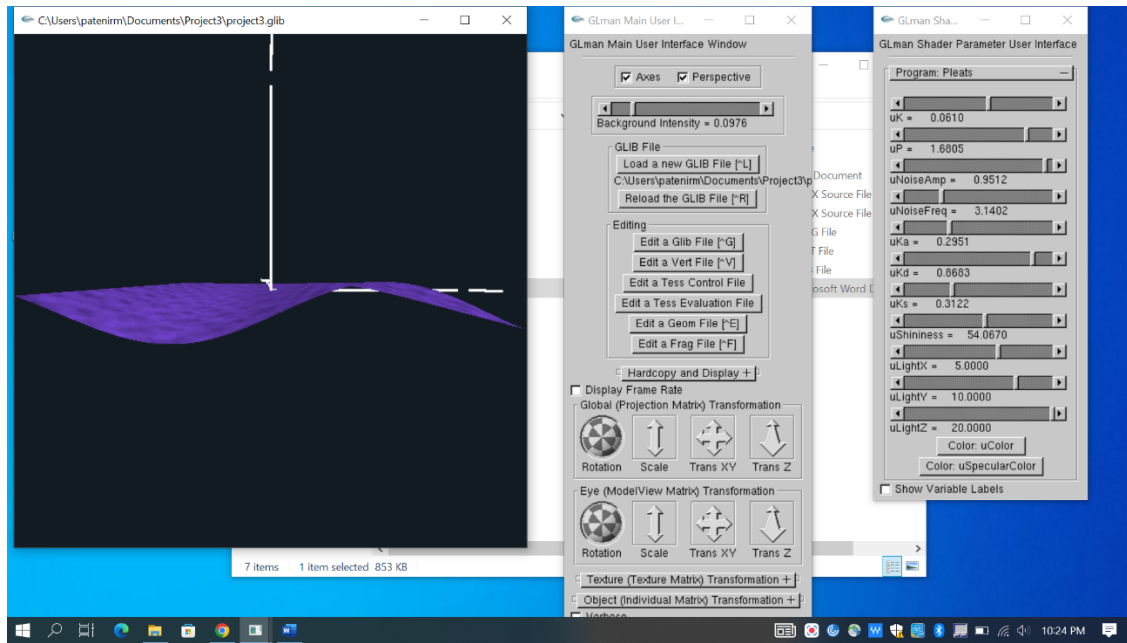 C:\Users\patenirm\Documents\Project3\project3.glib
GLman Main User I...
GLman Main User Interface Window
Axes
Perspective
Background Intensity = 0.0976
GLIB File
Load a new GLIB File [^L]
C:\Users\patenirm\Documents\Project3\p
Reload the GLIB File [^R]
Editing
Edit a Glib File [^G]
Edit a Vert File [^V]
Edit a Tess Control File
Edit a Tess Evaluation File
Edit a Geom File [^E]
Edit a Frag File [^F]
Hardcopy and Display +
Display Frame Rate
Global (Projection Matrix) Transformation
Rotation
Scale
Trans XY
Trans Z
Eye (ModelView Matrix) Transformation
Rotation
Scale
Trans XY
Trans Z
Texture (Texture Matrix) Transformation +
Object (Individual Matrix) Transformation +
Verbose
Document
X Source File
X Source File
G File
T File
File
osoft Word D
GLman Sha...
GLman Shader Parameter User Interface
Program: Pleats
uK = 0.0610
uP = 1.6805
uNoiseAmp = 0.9512
uNoiseFreq = 3.1402
uKa = 0.2951
uKd = 0.8683
uKs = 0.3122
uShininess = 54.0670
uLightX = 5.0000
uLightY = 10.0000
uLightZ = 20.0000
Color: uColor
Color: uSpecularColor
Show Variable Labels
7 items
1 item selected 853 KB
10:24 PM